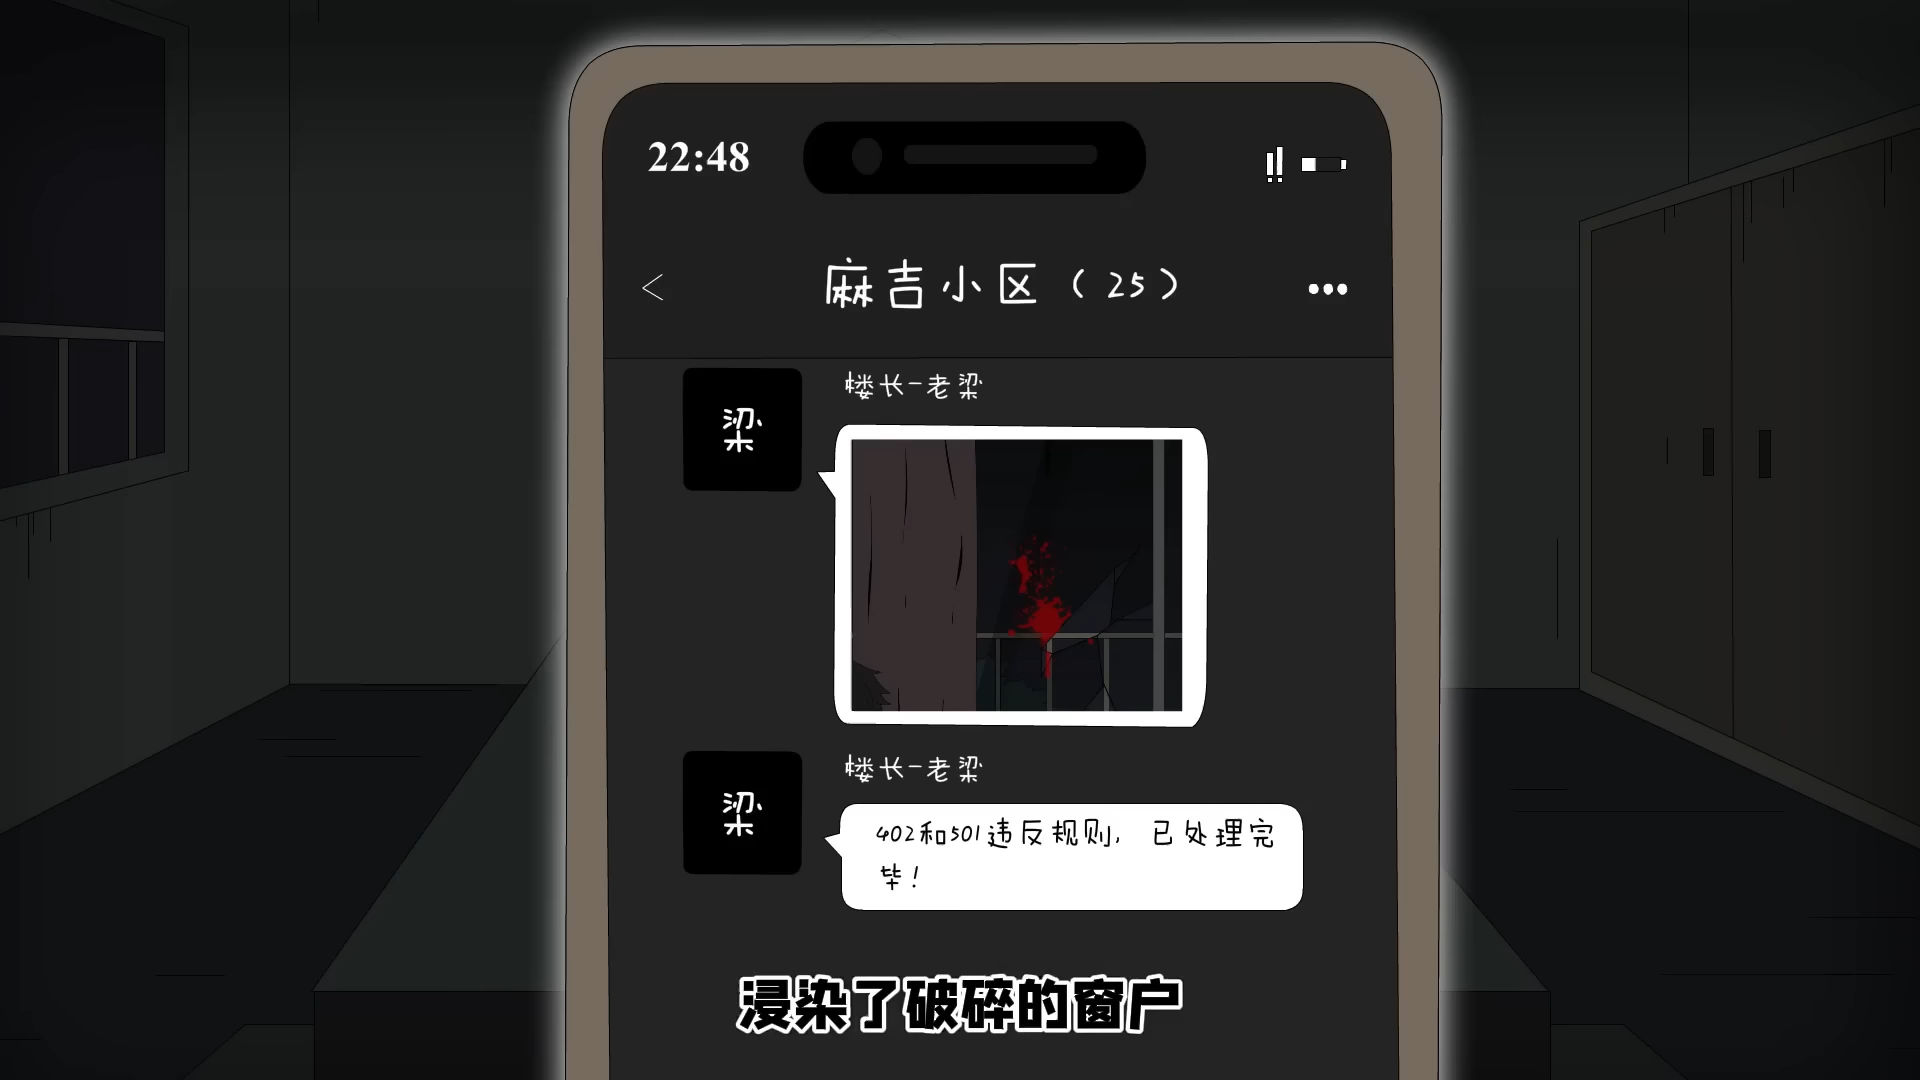 22:48
<
麻吉小区（25）
•••
楼长-老梁
梁
楼长-老梁
梁
402和501违反规则，已处理完
毕！
浸染了破碎的窗户